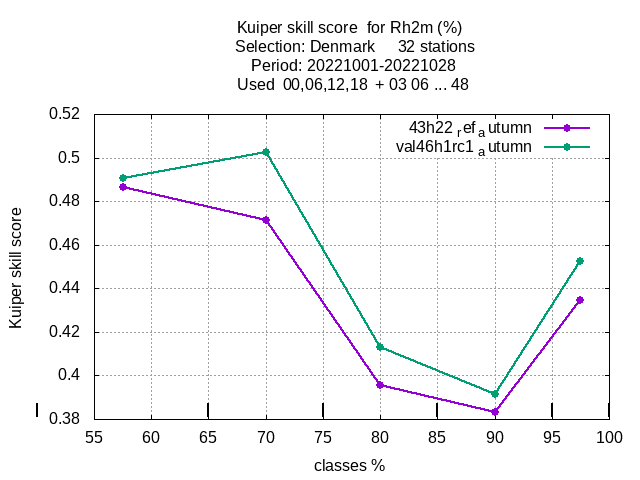 Kuiper skill score for Rh2m (%)
Selection: Denmark 32 stations
Period: 20221001-20221028
Used 00,06,12,18 + 03 06 ... 48
43h22 refautumn
val46h1rc1 autumn
Kuiper skill score
0.52
0.5
0.48
0.46
0.44
0.42
0.4
0.38
55 60 65 70 75 80 85 90 95 100
classes %